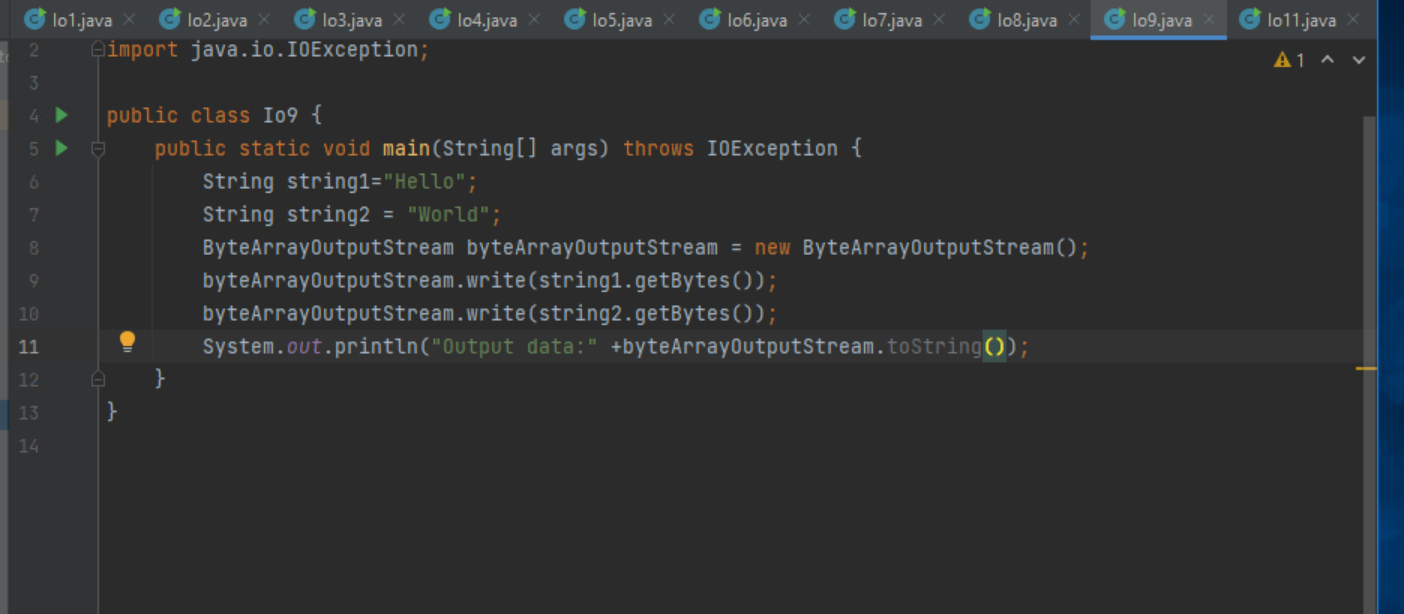 Io1.java Io2.java Io3.java Io4.java Io5.java Io6.java Io7.java Io8.java Io9.java Io11.java
2 import java.io.IOException;
1
3
4 public class Io9 {
5 public static void main(String[] args) throws IOException {
6 String string1="Hello";
7 String string2 = "World";
8 ByteArrayOutputStream byteArrayOutputStream = new ByteArrayOutputStream();
9 byteArrayOutputStream.write(string1.getBytes());
10 byteArrayOutputStream.write(string2.getBytes());
11 System.out.println("Output data:" +byteArrayOutputStream.toString());
12 }
13 }
14